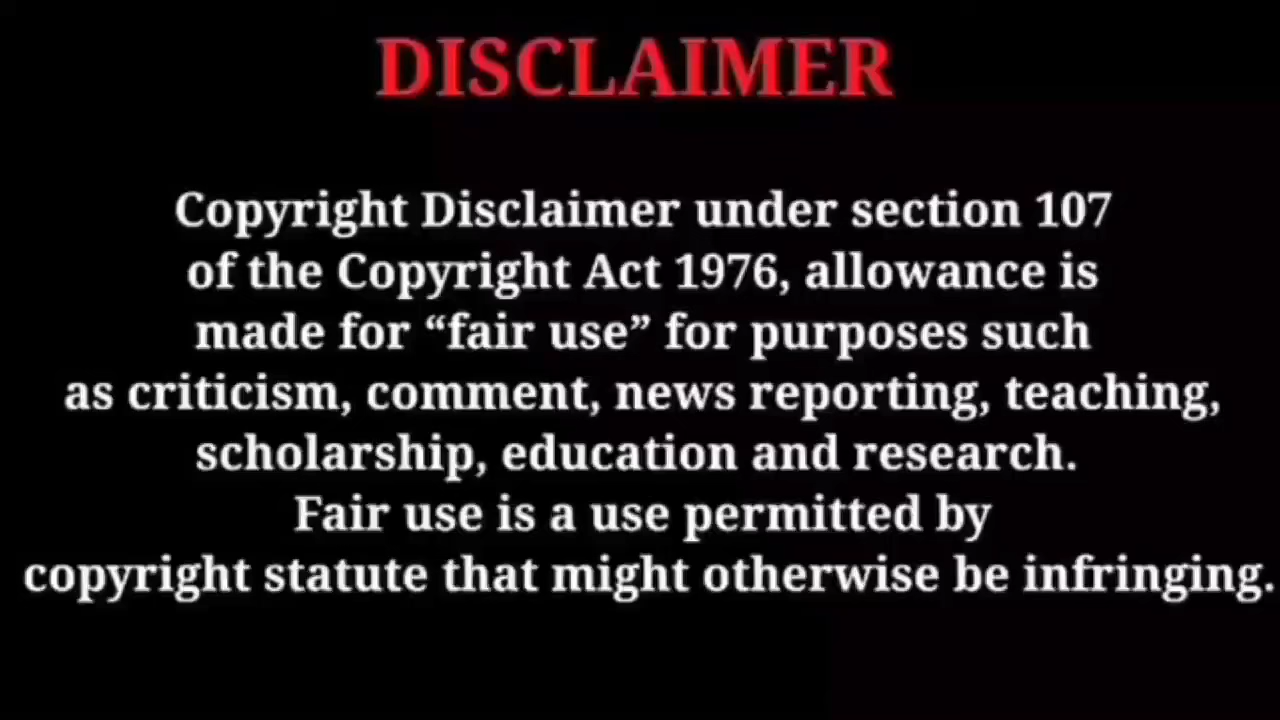 DISCLAIMER
Copyright Disclaimer under section 107
of the Copyright Act 1976, allowance is
made for “fair use” for purposes such
as criticism, comment, news reporting, teaching,
scholarship, education and research.
Fair use is a use permitted by
copyright statute that might otherwise be infringing.